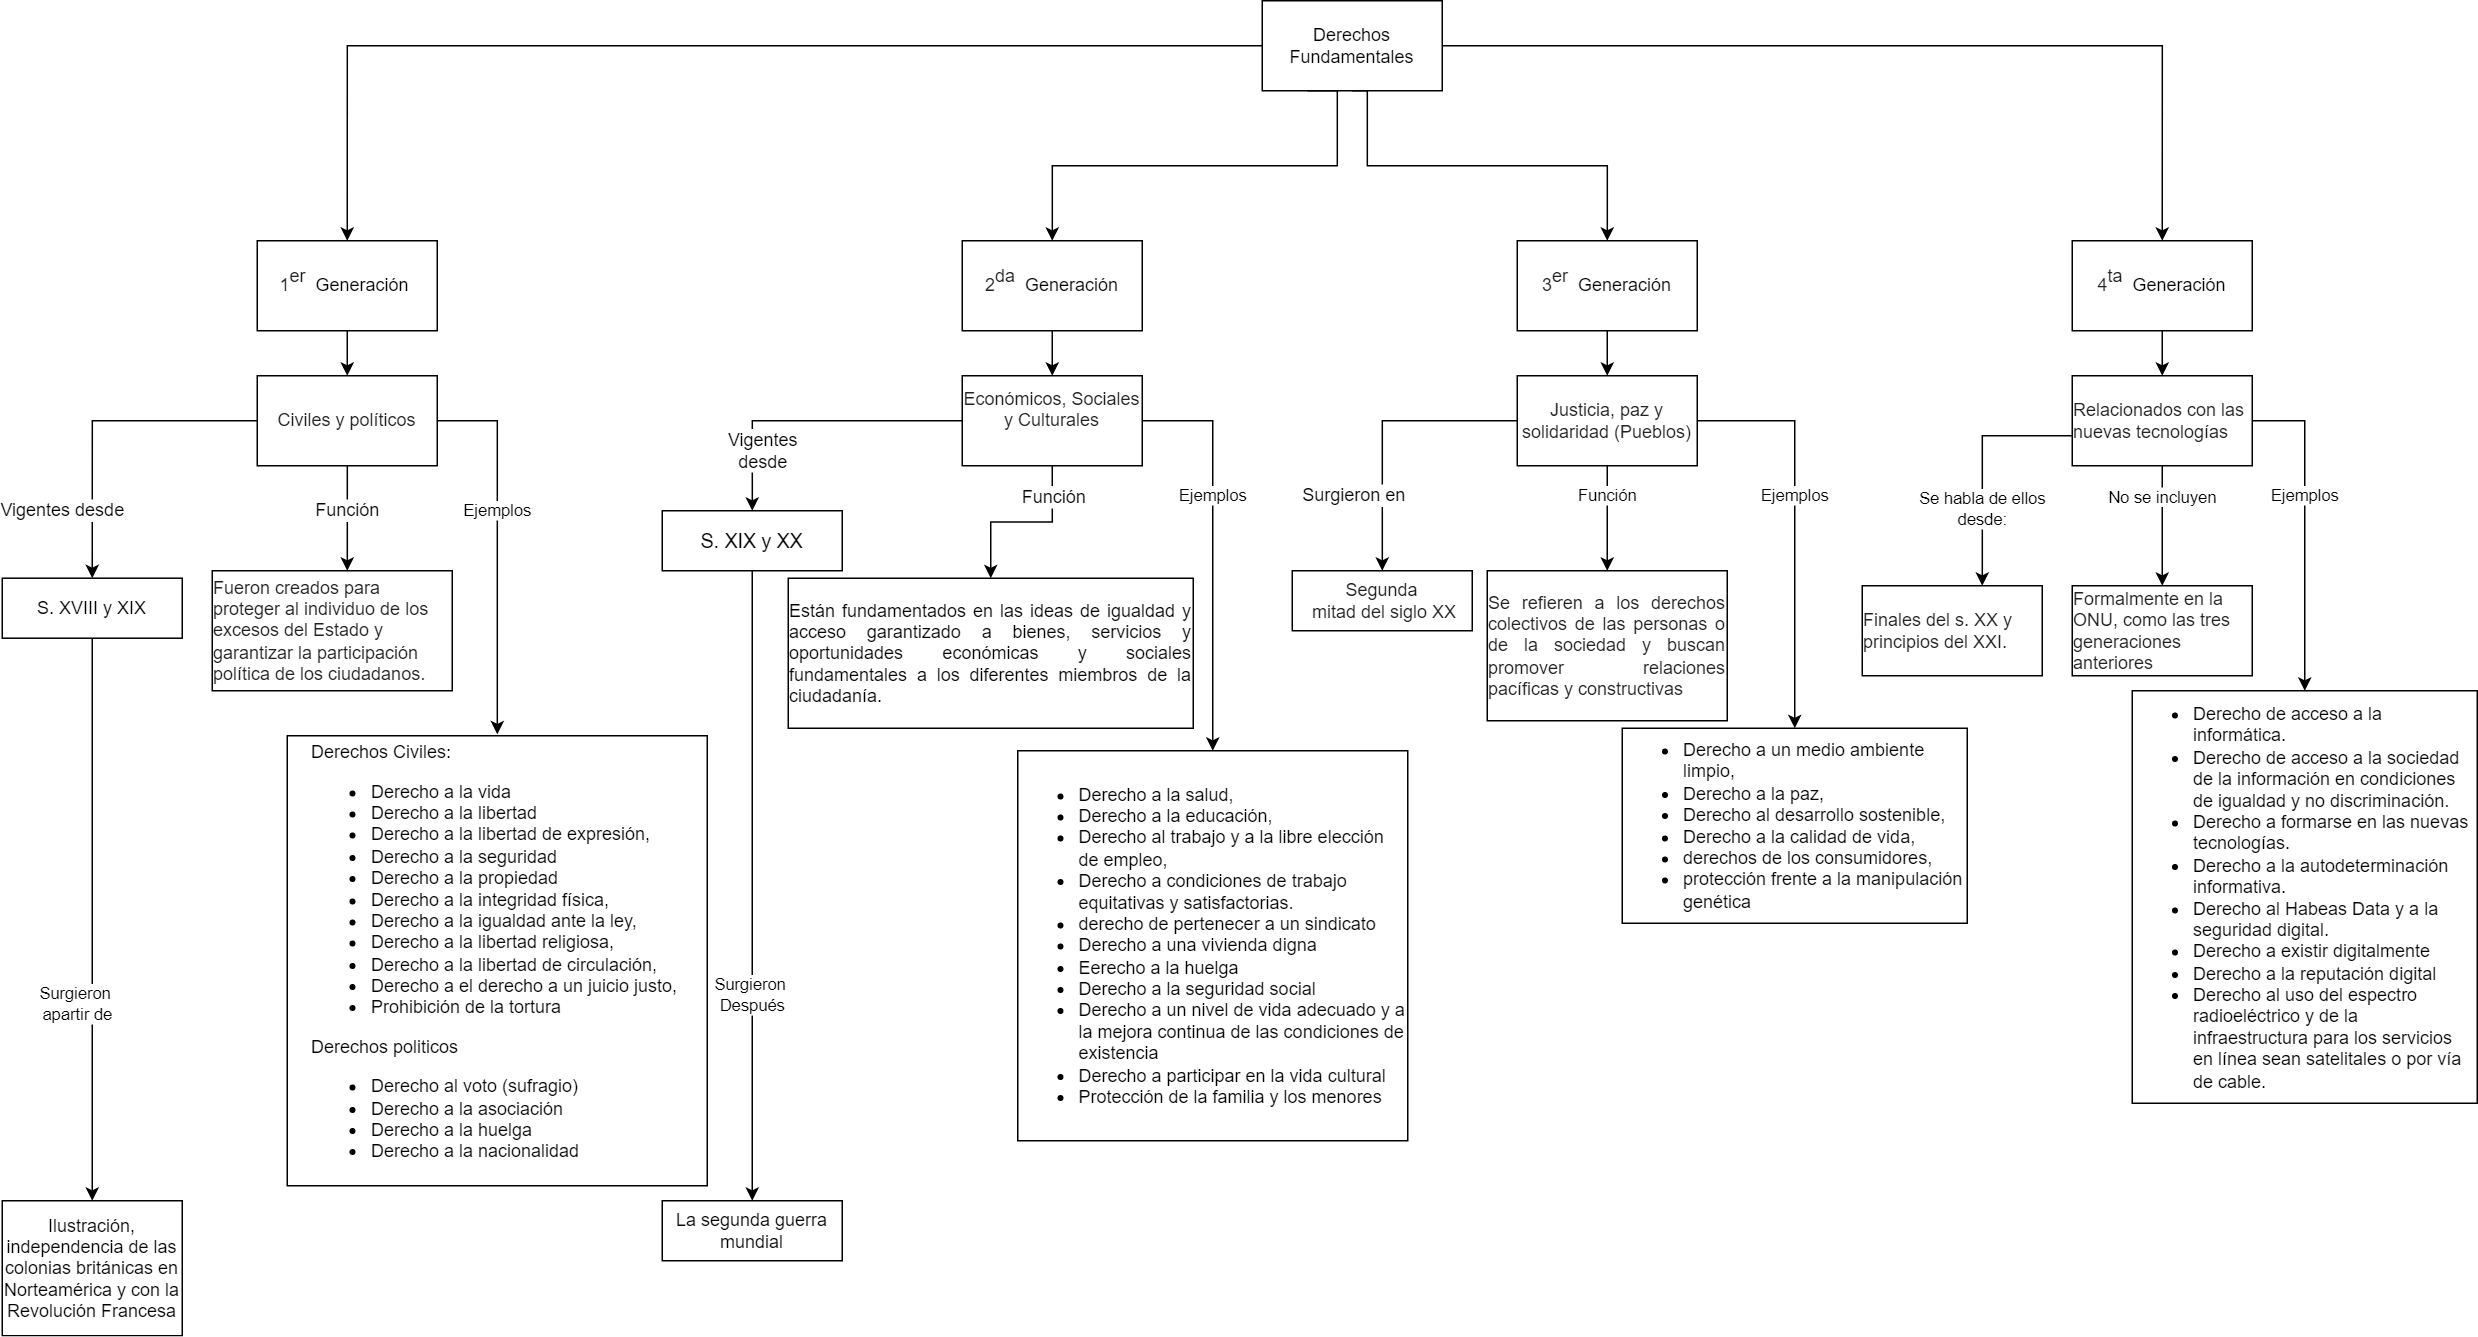 Derechos
Fundamentales
1er Generación
2da Generación
3er Generación
4ta Generación
Civiles y políticos
Económicos, Sociales
y Culturales
Justicia, paz y
solidaridad (Pueblos)
Relacionados con las
nuevas tecnologías
Vigentes desde
Función
Ejemplos
S. XVIII y XIX
Fueron creados para
proteger al individuo de los
excesos del Estado y
garantizar la participación
política de los ciudadanos.
Derechos Civiles:
• Derecho a la vida
• Derecho a la libertad
• Derecho a la libertad de expresión,
• Derecho a la seguridad
• Derecho a la propiedad
• Derecho a la integridad física,
• Derecho a la igualdad ante la ley,
• Derecho a la libertad religiosa,
• Derecho a la libertad de circulación,
• Derecho a el derecho a un juicio justo,
• Prohibición de la tortura
Derechos politicos
• Derecho al voto (sufragio)
• Derecho a la asociación
• Derecho a la huelga
• Derecho a la nacionalidad
Surgieron
apartir de
Ilustración,
independencia de las
colonias británicas en
Norteamérica y con la
Revolución Francesa
Vigentes
desde
Función
Ejemplos
S. XIX y XX
Están fundamentados en las ideas de igualdad y
acceso garantizado a bienes, servicios y
oportunidades económicas y sociales
fundamentales a los diferentes miembros de la
ciudadanía.
• Derecho a la salud,
• Derecho a la educación,
• Derecho al trabajo y a la libre elección
de empleo,
• Derecho a condiciones de trabajo
equitativas y satisfactorias.
• derecho de pertenecer a un sindicato
• Derecho a una vivienda digna
• Eerecho a la huelga
• Derecho a la seguridad social
• Derecho a un nivel de vida adecuado y a
la mejora continua de las condiciones de
existencia
• Derecho a participar en la vida cultural
• Protección de la familia y los menores
Surgieron
Después
La segunda guerra
mundial
Surgieron en
Función
Ejemplos
Segunda
mitad del siglo XX
Se refieren a los derechos
colectivos de las personas o
de la sociedad y buscan
promover relaciones
pacíficas y constructivas
• Derecho a un medio ambiente
limpio,
• Derecho a la paz,
• Derecho al desarrollo sostenible,
• Derecho a la calidad de vida,
• derechos de los consumidores,
• protección frente a la manipulación
genética
Se habla de ellos
desde:
No se incluyen
Ejemplos
Finales del s. XX y
principios del XXI.
Formalmente en la
ONU, como las tres
generaciones
anteriores
• Derecho de acceso a la
informática.
• Derecho de acceso a la sociedad
de la información en condiciones
de igualdad y no discriminación.
• Derecho a formarse en las nuevas
tecnologías.
• Derecho a la autodeterminación
informativa.
• Derecho al Habeas Data y a la
seguridad digital.
• Derecho a existir digitalmente
• Derecho a la reputación digital
• Derecho al uso del espectro
radioeléctrico y de la
infraestructura para los servicios
en línea sean satelitales o por vía
de cable.